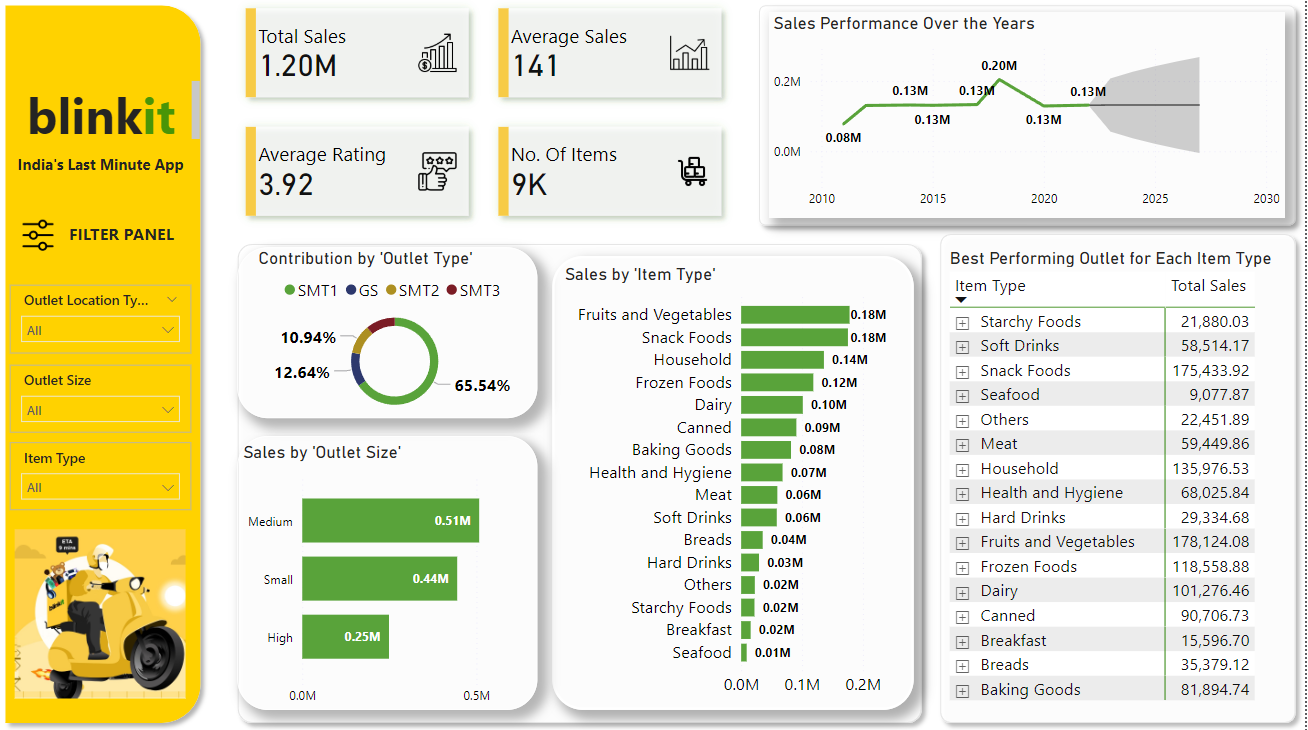 blinkit
India's Last Minute App
FILTER PANEL
Outlet Location Ty...
All
Outlet Size
All
Item Type
All
ETA
9 mins
blinkit
Total Sales
1.20M
Average Sales
141
Average Rating
3.92
No. Of Items
9K
Sales Performance Over the Years
0.2M
0.0M
0.08M
0.13M
0.13M
0.13M
0.20M
0.13M
0.13M
2010 2015 2020 2025 2030
Contribution by 'Outlet Type'
SMT1 GS SMT2 SMT3
10.94%
12.64%
65.54%
Sales by 'Outlet Size'
Medium 0.51M
Small 0.44M
High 0.25M
0.0M 0.5M
Sales by 'Item Type'
Fruits and Vegetables 0.18M
Snack Foods 0.18M
Household 0.14M
Frozen Foods 0.12M
Dairy 0.10M
Canned 0.09M
Baking Goods 0.08M
Health and Hygiene 0.07M
Meat 0.06M
Soft Drinks 0.06M
Breads 0.04M
Hard Drinks 0.03M
Others 0.02M
Starchy Foods 0.02M
Breakfast 0.02M
Seafood 0.01M
0.0M 0.1M 0.2M
Best Performing Outlet for Each Item Type
Item Type Total Sales
Starchy Foods 21,880.03
Soft Drinks 58,514.17
Snack Foods 175,433.92
Seafood 9,077.87
Others 22,451.89
Meat 59,449.86
Household 135,976.53
Health and Hygiene 68,025.84
Hard Drinks 29,334.68
Fruits and Vegetables 178,124.08
Frozen Foods 118,558.88
Dairy 101,276.46
Canned 90,706.73
Breakfast 15,596.70
Breads 35,379.12
Baking Goods 81,894.74